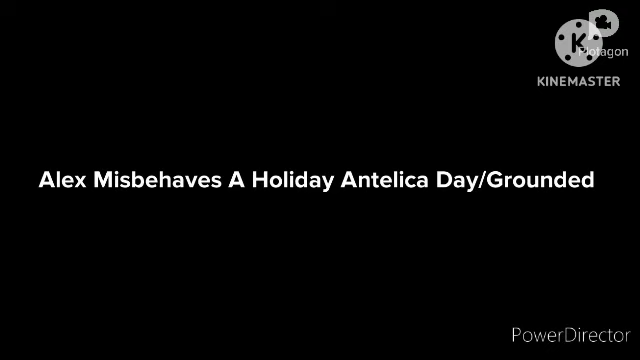 Plotagon
KINEMASTER
Alex Misbehaves A Holiday Antelica Day/Grounded
PowerDirector